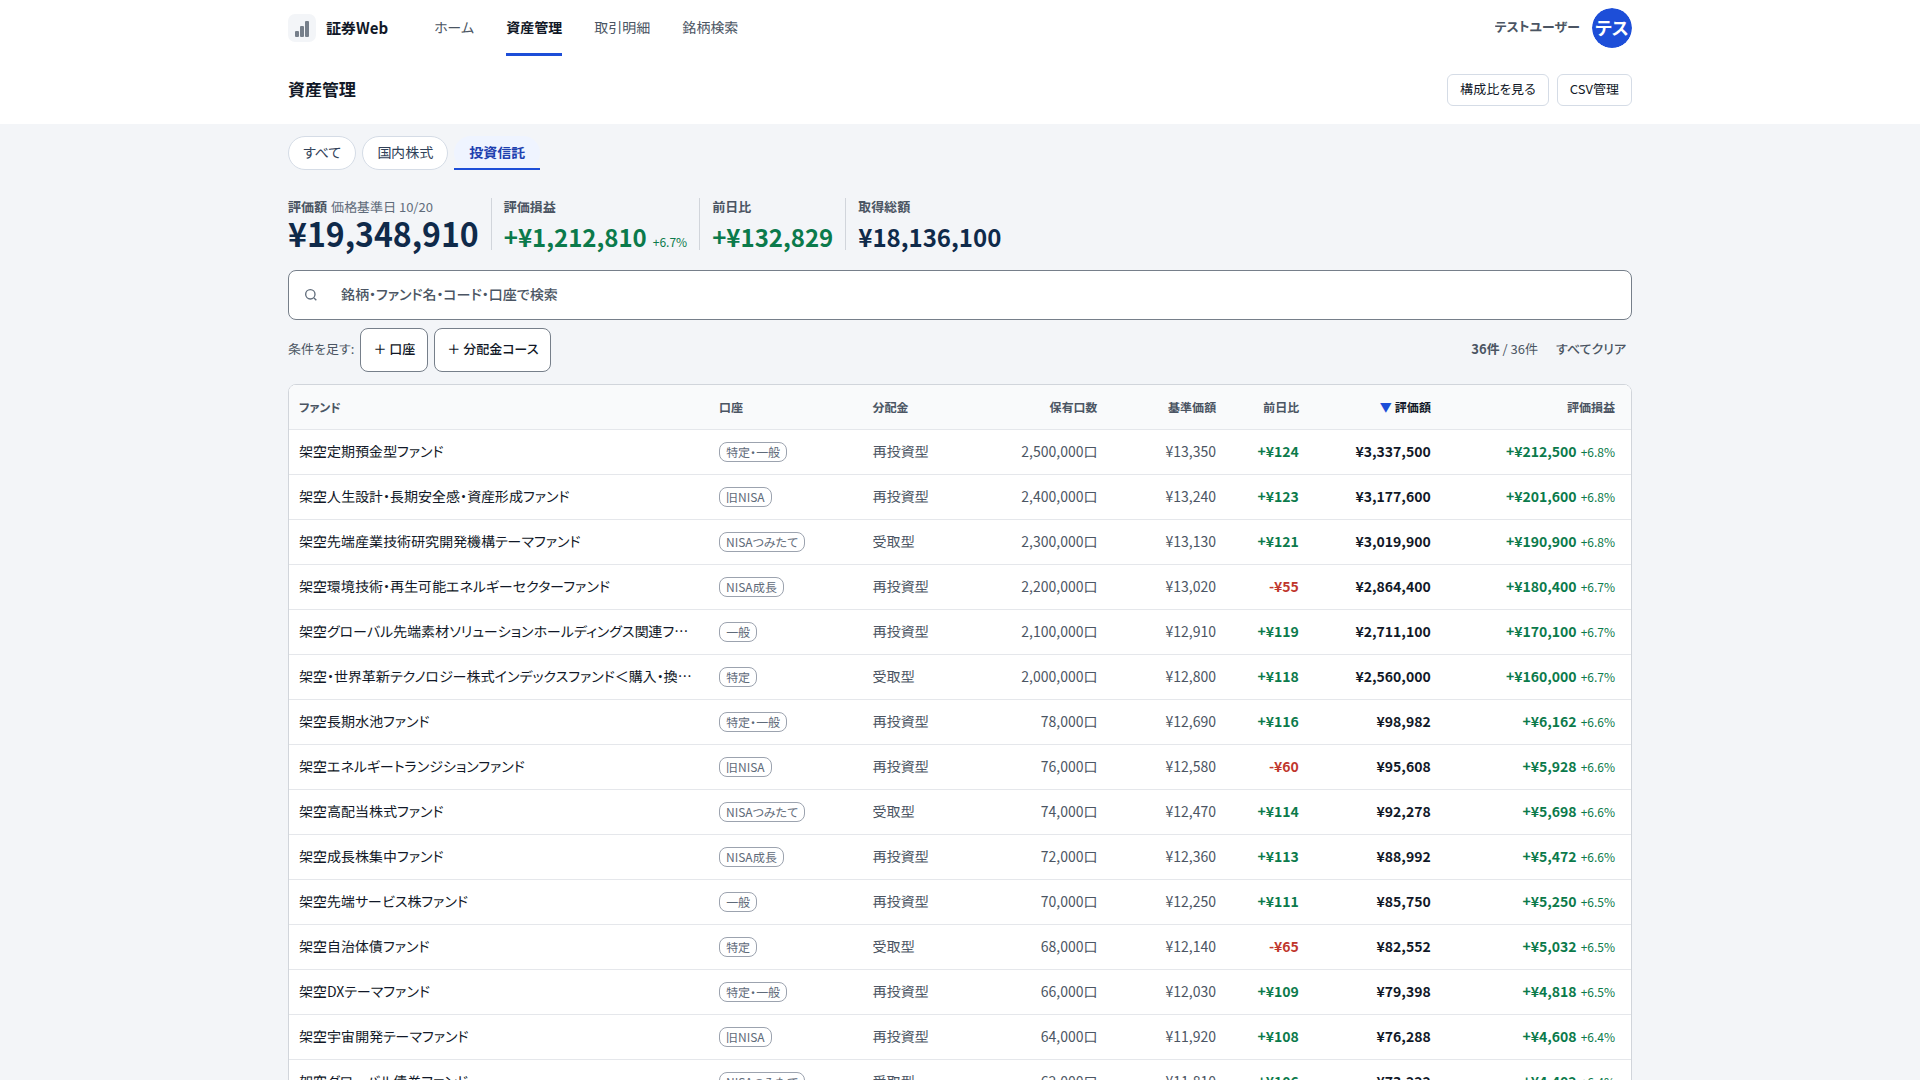 証券Web ホーム 資産管理 取引明細 銘柄検索 テストユーザー テス
資産管理 構成比を見る CSV管理
すべて 国内株式 投資信託
評価額 価格基準日 10/20 評価損益 前日比 取得総額
¥19,348,910 +¥1,212,810 +6.7% +¥132,829 ¥18,136,100
銘柄・ファンド名・コード・口座で検索
条件を足す: ＋口座 ＋分配金コース 36件 / 36件 すべてクリア
ファンド 口座 分配金 保有口数 基準価額 前日比 ▼評価額 評価損益
架空定期預金型ファンド 特定・一般 再投資型 2,500,000口 ¥13,350 +¥124 ¥3,337,500 +¥212,500 +6.8%
架空人生設計・長期安全感・資産形成ファンド 旧NISA 再投資型 2,400,000口 ¥13,240 +¥123 ¥3,177,600 +¥201,600 +6.8%
架空先端産業技術研究開発機構テーマファンド NISAつみたて 受取型 2,300,000口 ¥13,130 +¥121 ¥3,019,900 +¥190,900 +6.8%
架空環境技術・再生可能エネルギーセクターファンド NISA成長 再投資型 2,200,000口 ¥13,020 -¥55 ¥2,864,400 +¥180,400 +6.7%
架空グローバル先端素材ソリューションホールディングス関連フ… 一般 再投資型 2,100,000口 ¥12,910 +¥119 ¥2,711,100 +¥170,100 +6.7%
架空・世界革新テクノロジー株式インデックスファンド＜購入・換… 特定 受取型 2,000,000口 ¥12,800 +¥118 ¥2,560,000 +¥160,000 +6.7%
架空長期水池ファンド 特定・一般 再投資型 78,000口 ¥12,690 +¥116 ¥98,982 +¥6,162 +6.6%
架空エネルギートランジションファンド 旧NISA 再投資型 76,000口 ¥12,580 -¥60 ¥95,608 +¥5,928 +6.6%
架空高配当株式ファンド NISAつみたて 受取型 74,000口 ¥12,470 +¥114 ¥92,278 +¥5,698 +6.6%
架空成長株集中ファンド NISA成長 再投資型 72,000口 ¥12,360 +¥113 ¥88,992 +¥5,472 +6.6%
架空先端サービス株ファンド 一般 再投資型 70,000口 ¥12,250 +¥111 ¥85,750 +¥5,250 +6.5%
架空自治体債ファンド 特定 受取型 68,000口 ¥12,140 -¥65 ¥82,552 +¥5,032 +6.5%
架空DXテーマファンド 特定・一般 再投資型 66,000口 ¥12,030 +¥109 ¥79,398 +¥4,818 +6.5%
架空宇宙開発テーマファンド 旧NISA 再投資型 64,000口 ¥11,920 +¥108 ¥76,288 +¥4,608 +6.4%